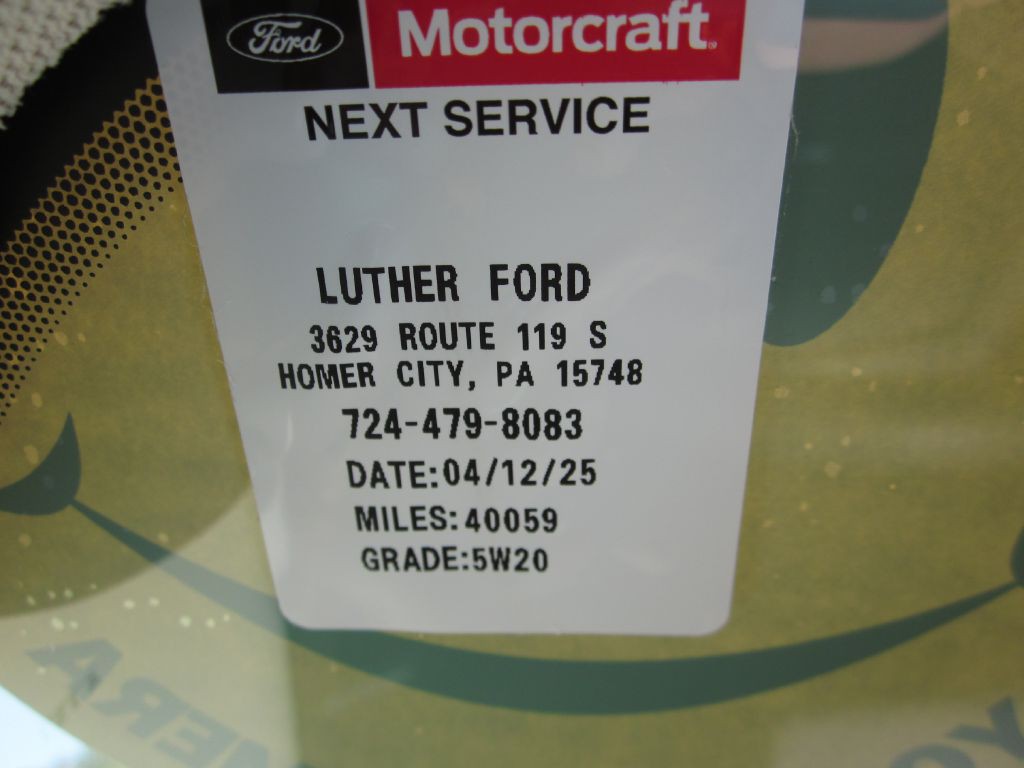 Ford Motorcraft
NEXT SERVICE
LUTHER FORD
3629 ROUTE 119 S
HOMER CITY, PA 15748
724-479-8083
DATE:04/12/25
MILES:40059
GRADE:5W20